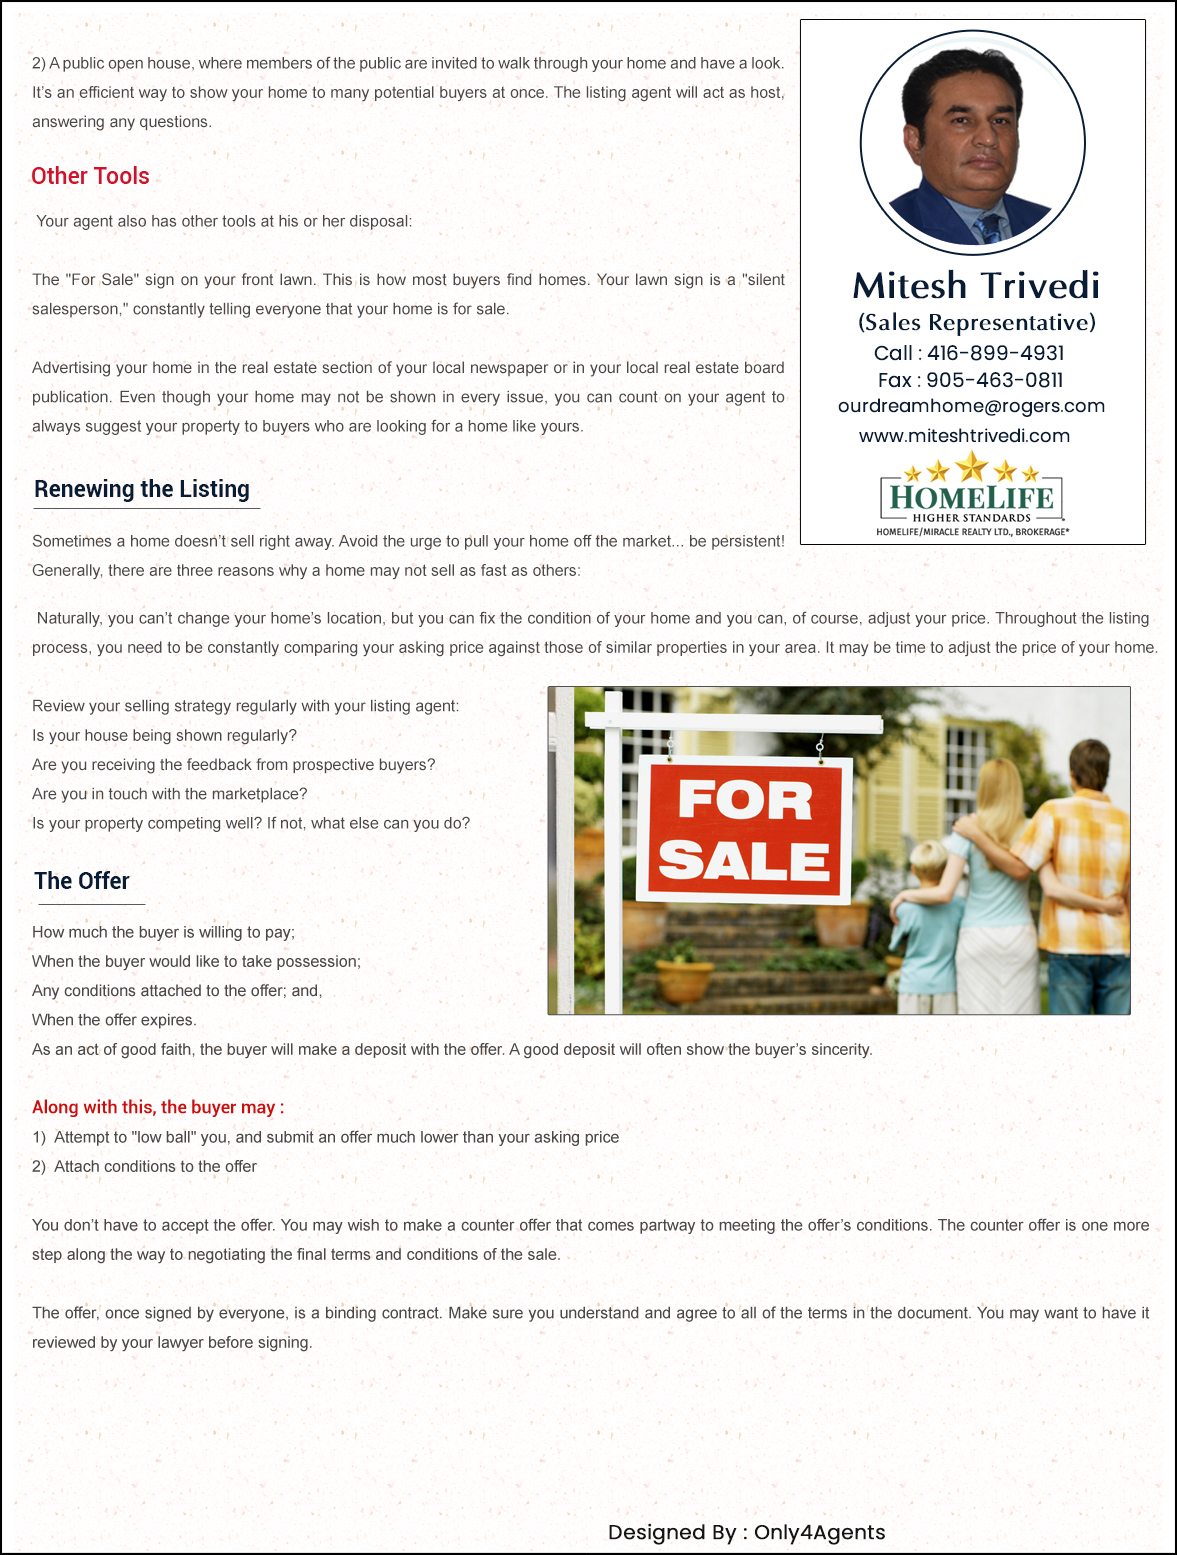 2) A public open house, where members of the public are invited to walk through your home and have a look.
It’s an efficient way to show your home to many potential buyers at once. The listing agent will act as host,
answering any questions.
Other Tools
Your agent also has other tools at his or her disposal:
The "For Sale" sign on your front lawn. This is how most buyers find homes. Your lawn sign is a "silent
salesperson," constantly telling everyone that your home is for sale.
Advertising your home in the real estate section of your local newspaper or in your local real estate board
publication. Even though your home may not be shown in every issue, you can count on your agent to
always suggest your property to buyers who are looking for a home like yours.
Mitesh Trivedi
(Sales Representative)
Call : 416-899-4931
Fax : 905-463-0811
ourdreamhome@rogers.com
www.miteshtrivedi.com
HOMELIFE
HIGHER STANDARDS
HOMELIFE/MIRACLE REALTY LTD., BROKERAGE*
Renewing the Listing
Sometimes a home doesn’t sell right away. Avoid the urge to pull your home off the market... be persistent!
Generally, there are three reasons why a home may not sell as fast as others:
Naturally, you can’t change your home’s location, but you can fix the condition of your home and you can, of course, adjust your price. Throughout the listing
process, you need to be constantly comparing your asking price against those of similar properties in your area. It may be time to adjust the price of your home.
Review your selling strategy regularly with your listing agent:
Is your house being shown regularly?
Are you receiving the feedback from prospective buyers?
Are you in touch with the marketplace?
Is your property competing well? If not, what else can you do?
FOR
SALE
The Offer
How much the buyer is willing to pay;
When the buyer would like to take possession;
Any conditions attached to the offer; and,
When the offer expires.
As an act of good faith, the buyer will make a deposit with the offer. A good deposit will often show the buyer’s sincerity.
Along with this, the buyer may :
1) Attempt to "low ball" you, and submit an offer much lower than your asking price
2) Attach conditions to the offer
You don’t have to accept the offer. You may wish to make a counter offer that comes partway to meeting the offer’s conditions. The counter offer is one more
step along the way to negotiating the final terms and conditions of the sale.
The offer, once signed by everyone, is a binding contract. Make sure you understand and agree to all of the terms in the document. You may want to have it
reviewed by your lawyer before signing.
Designed By : Only4Agents